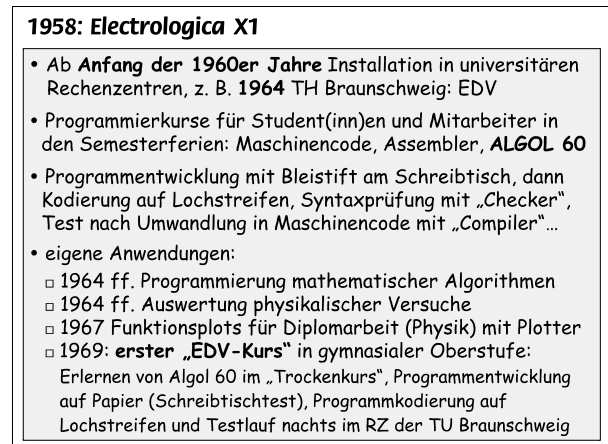 1958: Electrologica X1
• Ab Anfang der 1960er Jahre Installation in universitären
Rechenzentren, z. B. 1964 TH Braunschweig: EDV
• Programmierkurse für Student(inn)en und Mitarbeiter in
den Semesterferien: Maschinencode, Assembler, ALGOL 60
• Programmentwicklung mit Bleistift am Schreibtisch, dann
Kodierung auf Lochstreifen, Syntaxprüfung mit „Checker“,
Test nach Umwandlung in Maschinencode mit „Compiler“…
• eigene Anwendungen:
□ 1964 ff. Programmierung mathematischer Algorithmen
□ 1964 ff. Auswertung physikalischer Versuche
□ 1967 Funktionsplots für Diplomarbeit (Physik) mit Plotter
□ 1969: erster „EDV-Kurs“ in gymnasialer Oberstufe:
Erlernen von Algol 60 im „Trockenkurs“, Programmentwicklung
auf Papier (Schreibtischtest), Programmkodierung auf
Lochstreifen und Testlauf nachts im RZ der TU Braunschweig